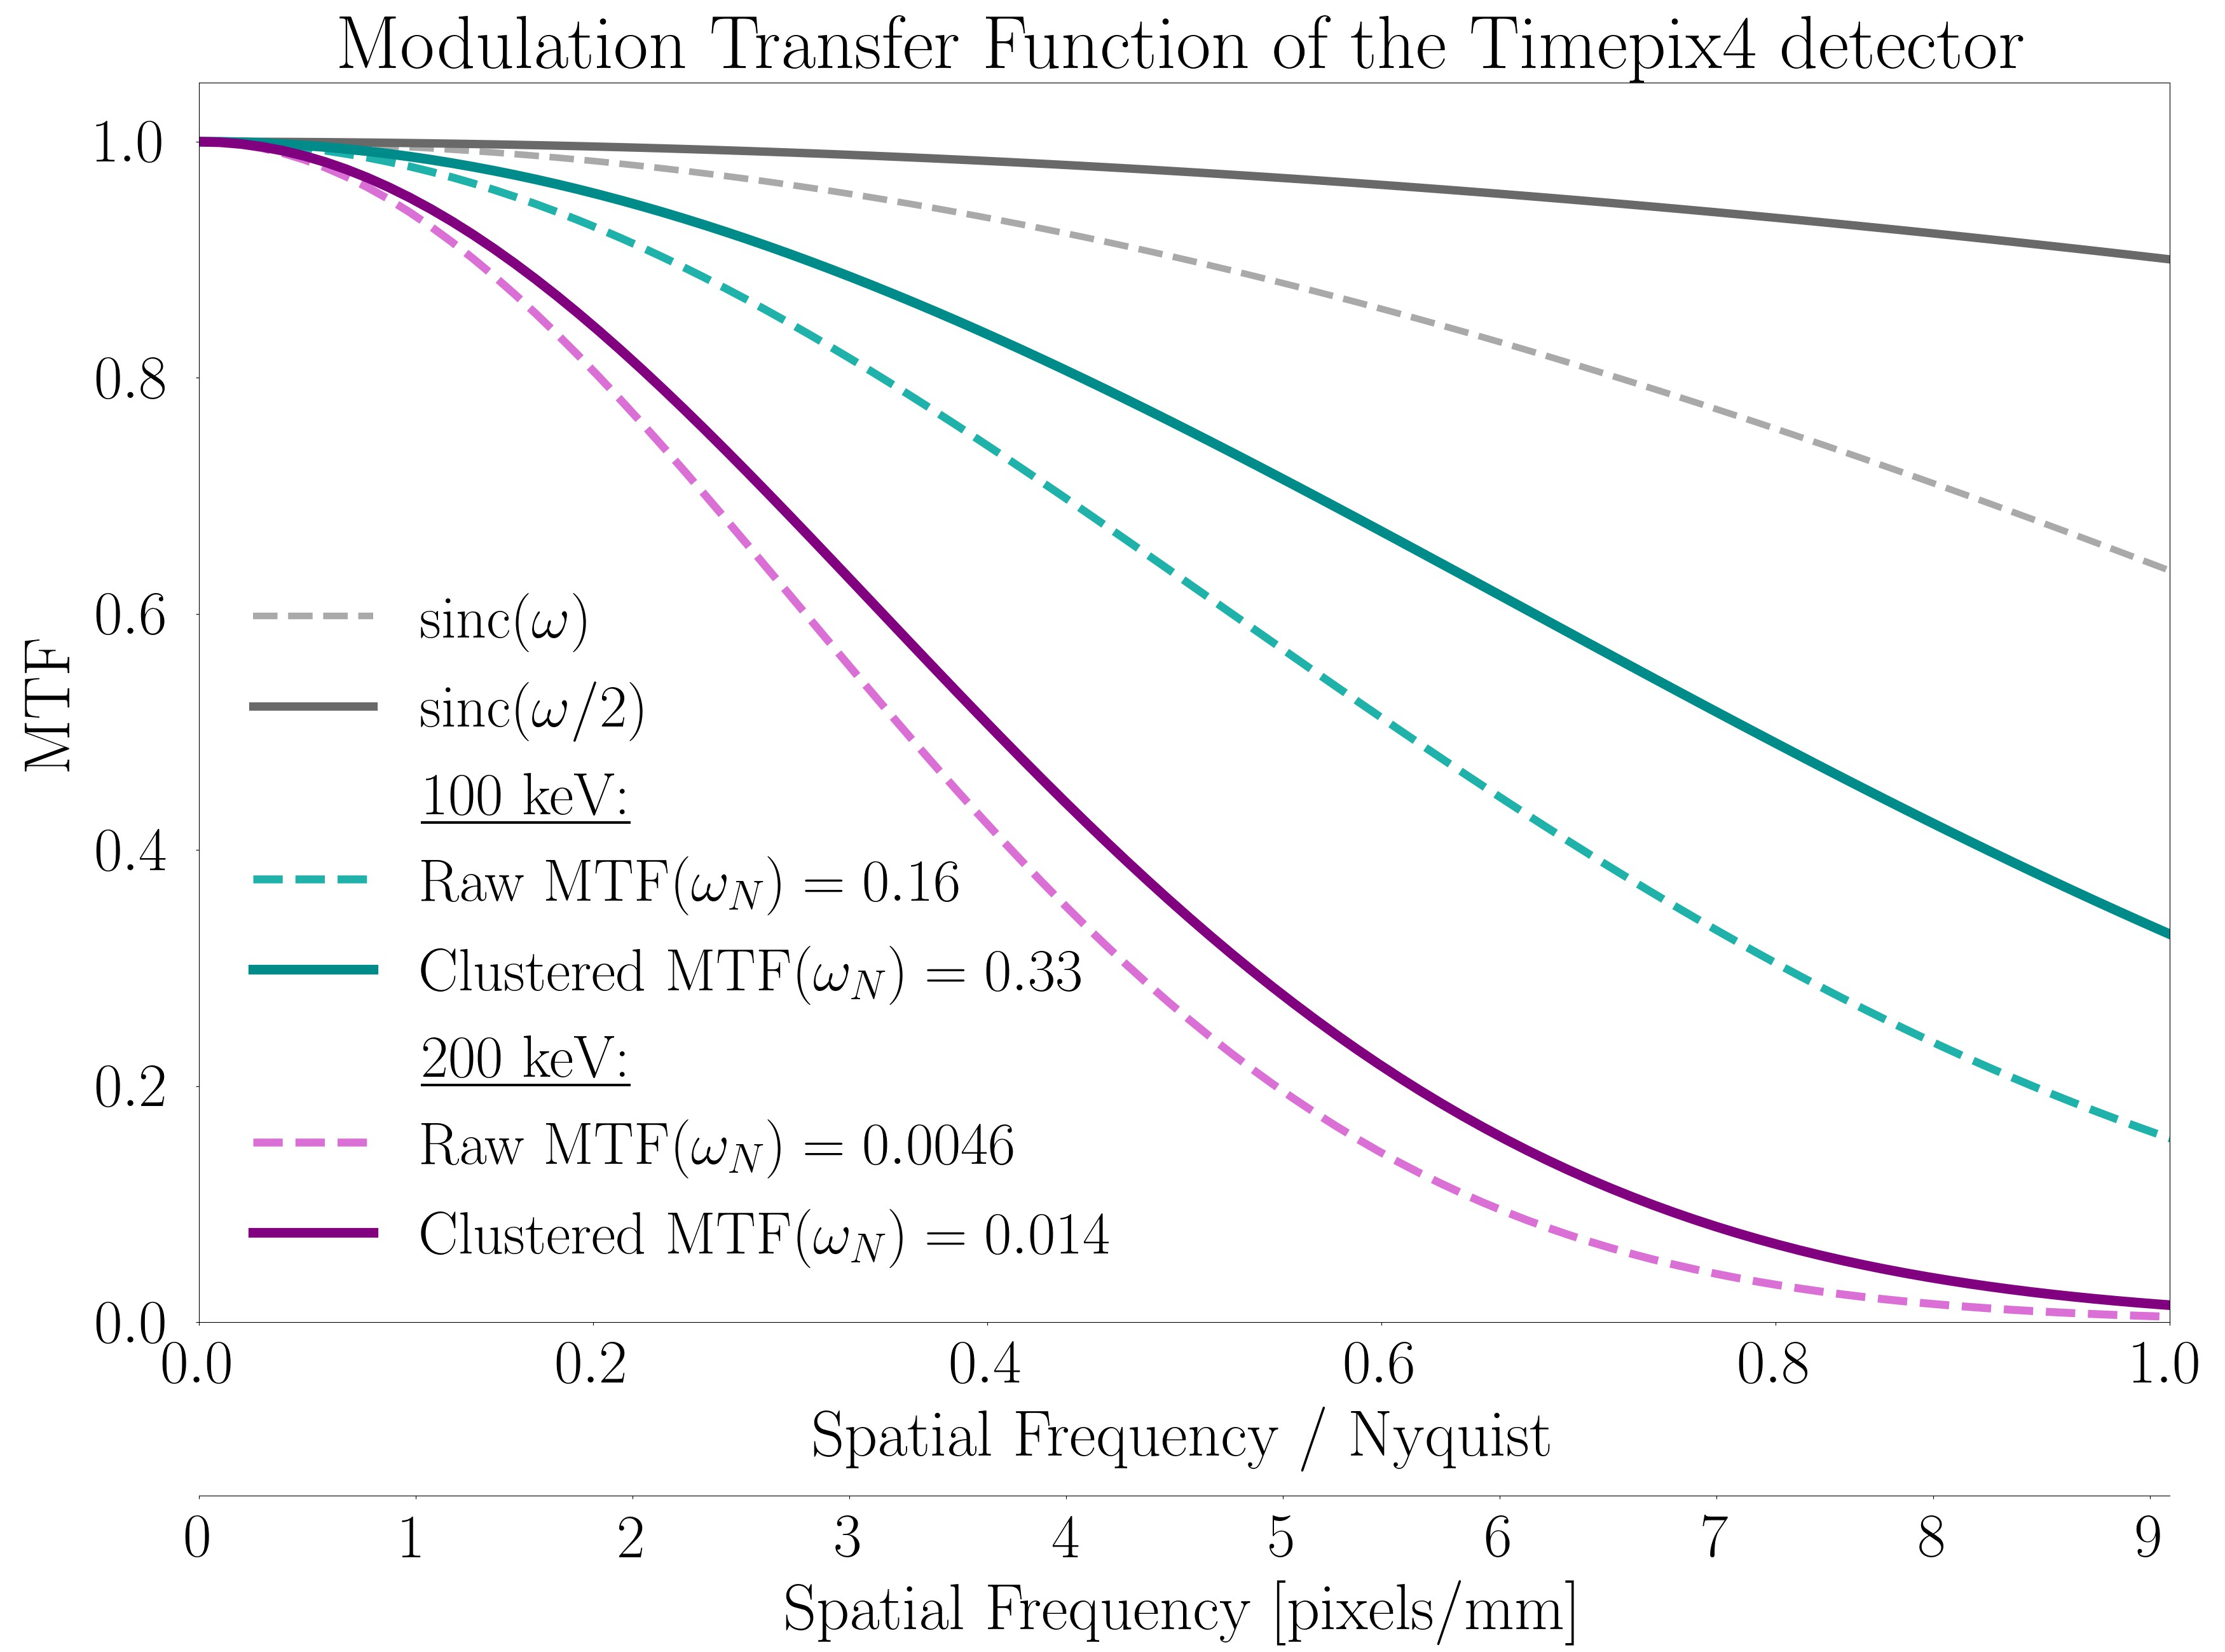 Modulation Transfer Function of the Timepix4 detector
1.0
0.8
0.6
0.4
0.2
0.0
MTF
sinc(ω)
sinc(ω/2)
100 keV:
Raw MTF(ω_N) = 0.16
Clustered MTF(ω_N) = 0.33
200 keV:
Raw MTF(ω_N) = 0.0046
Clustered MTF(ω_N) = 0.014
0.0 0.2 0.4 0.6 0.8 1.0
Spatial Frequency / Nyquist
0 1 2 3 4 5 6 7 8 9
Spatial Frequency [pixels/mm]